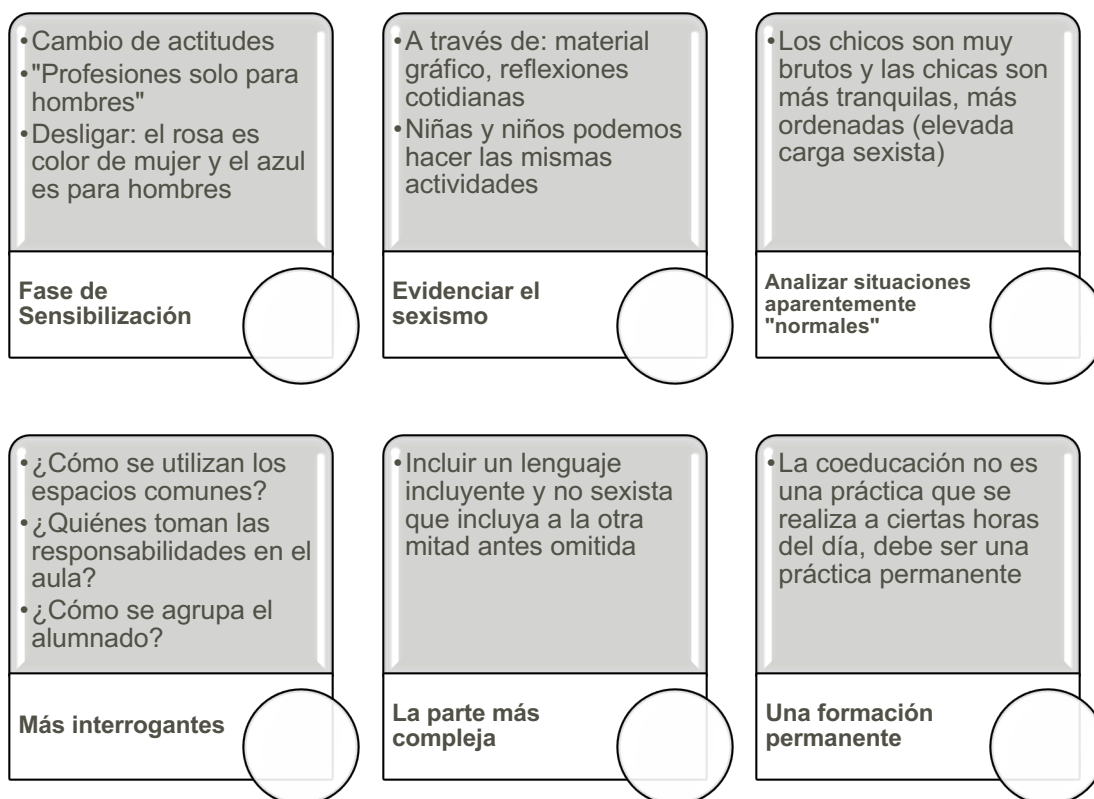 •Cambio de actitudes
•"Profesiones solo para
hombres"
•Desligar: el rosa es
color de mujer y el azul
es para hombres
Fase de
Sensibilización
•A través de: material
gráfico, reflexiones
cotidianas
•Niñas y niños podemos
hacer las mismas
actividades
Evidenciar el
sexismo
•Los chicos son muy
brutos y las chicas son
más tranquilas, más
ordenadas (elevada
carga sexista)
Analizar situaciones
aparentemente
"normales"
•¿Cómo se utilizan los
espacios comunes?
•¿Quiénes toman las
responsabilidades en el
aula?
•¿Cómo se agrupa el
alumnado?
Más interrogantes
•Incluir un lenguaje
incluyente y no sexista
que incluya a la otra
mitad antes omitida
La parte más
compleja
•La coeducación no es
una práctica que se
realiza a ciertas horas
del día, debe ser una
práctica permanente
Una formación
permanente